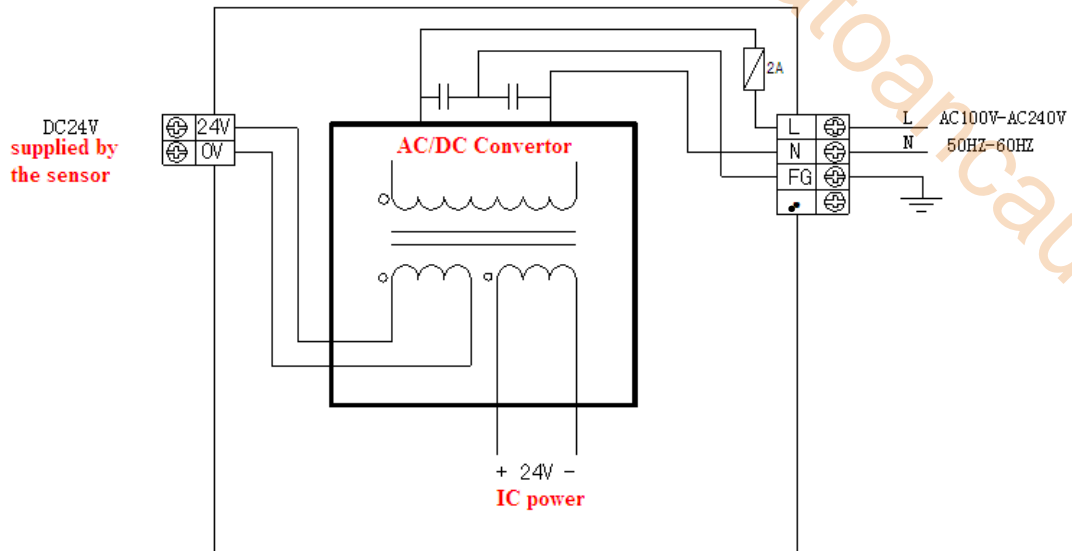 utoancau
2A
DC24V
supplied by
the sensor
24V
0V
AC/DC Convertor
L
N
FG
L
N
AC100V-AC240V
50HZ-60HZ
+ 24V -
IC power